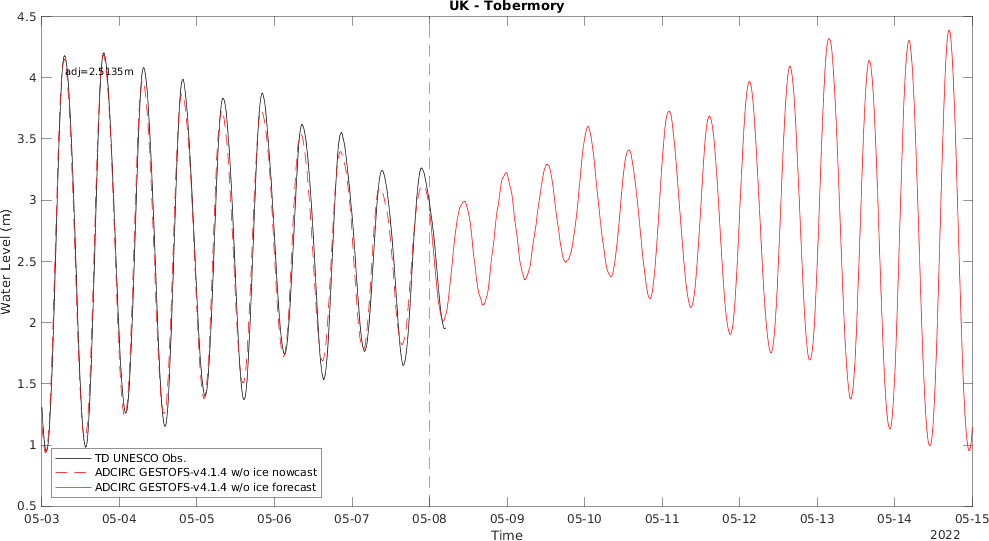 UK - Tobermory
4.5
4
3.5
3
2.5
2
1.5
1
0.5
Water Level (m)
adj=2.5135m
TD UNESCO Obs.
ADCIRC GESTOFS-v4.1.4 w/o ice nowcast
ADCIRC GESTOFS-v4.1.4 w/o ice forecast
05-03 05-04 05-05 05-06 05-07 05-08 05-09 05-10 05-11 05-12 05-13 05-14 05-15
Time
2022